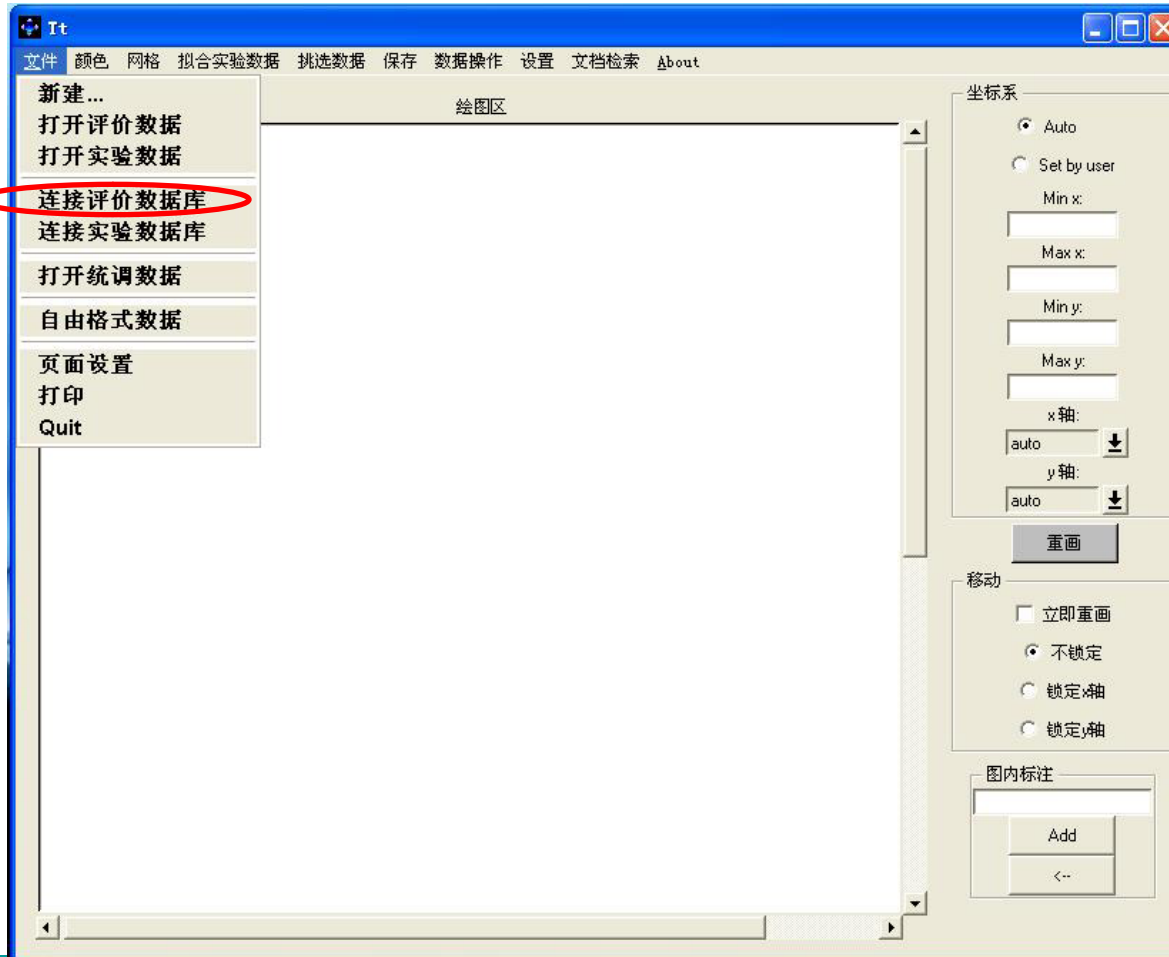 Tt
文件 颜色 网格 拟合实验数据 挑选数据 保存 数据操作 设置 文档检索 About
新建...
打开评价数据
打开实验数据
连接评价数据库
连接实验数据库
打开统调数据
自由格式数据
页面设置
打印
Quit
绘图区
坐标系
Auto
Set by user
Min x:
Max x:
Min y:
Max y:
x 轴:
auto
y 轴:
auto
重画
移动
立即重画
不锁定
锁定x轴
锁定y轴
图内标注
Add
<--